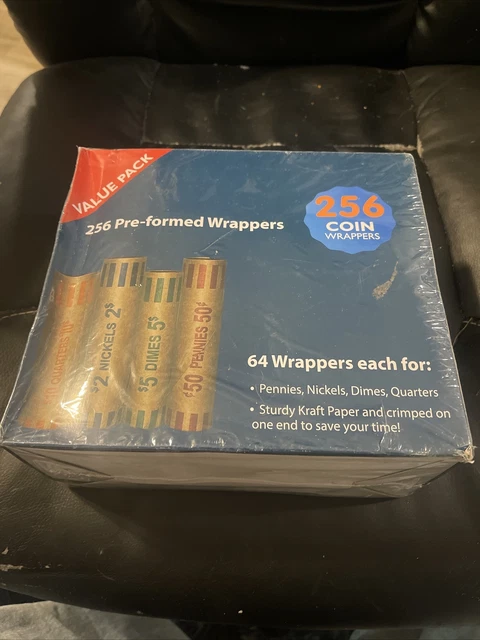 VALUE PACK
256 Pre-formed Wrappers
256
COIN
WRAPPERS
QUARTERS 10$
$2 NICKELS 2$
$5 DIMES 5$
¢50 PENNIES 50¢
64 Wrappers each for:
• Pennies, Nickels, Dimes, Quarters
• Sturdy Kraft Paper and crimped on
one end to save your time!